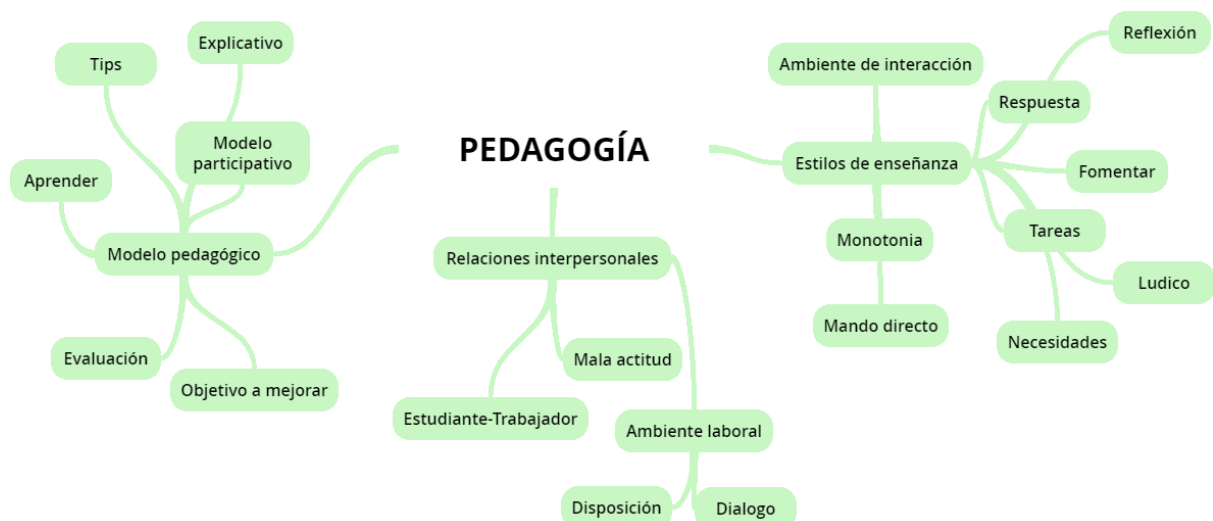 PEDAGOGÍA
Explicativo
Tips
Modelo
participativo
Aprender
Modelo pedagógico
Evaluación
Objetivo a mejorar
Relaciones interpersonales
Mala actitud
Estudiante-Trabajador
Ambiente laboral
Disposición
Dialogo
Estilos de enseñanza
Ambiente de interacción
Reflexión
Respuesta
Fomentar
Tareas
Ludico
Necesidades
Monotonia
Mando directo